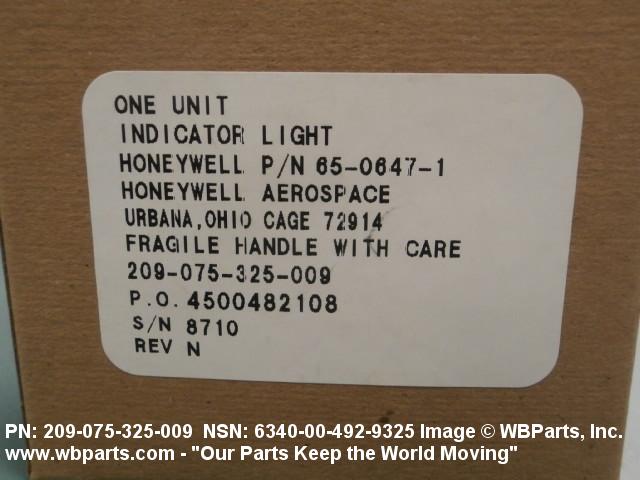 ONE UNIT
INDICATOR LIGHT
HONEYWELL P/N 65-0647-1
HONEYWELL AEROSPACE
URBANA,OHIO CAGE 72914
FRAGILE HANDLE WITH CARE
209-075-325-009
P.O. 4500482108
S/N 8710
REV N
PN: 209-075-325-009 NSN: 6340-00-492-9325 Image © WBParts, Inc.
www.wbparts.com - "Our Parts Keep the World Moving"